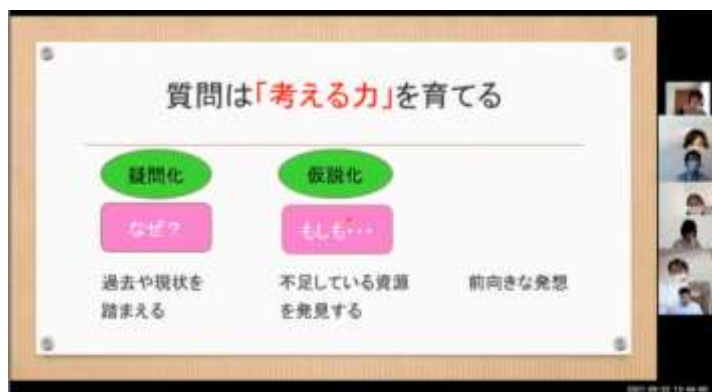 質問は「考える力」を育てる
疑問化
仮説化
なぜ？
もしも・・・
過去や現状を
踏まえる
不足している資源
を発見する
前向きな発想